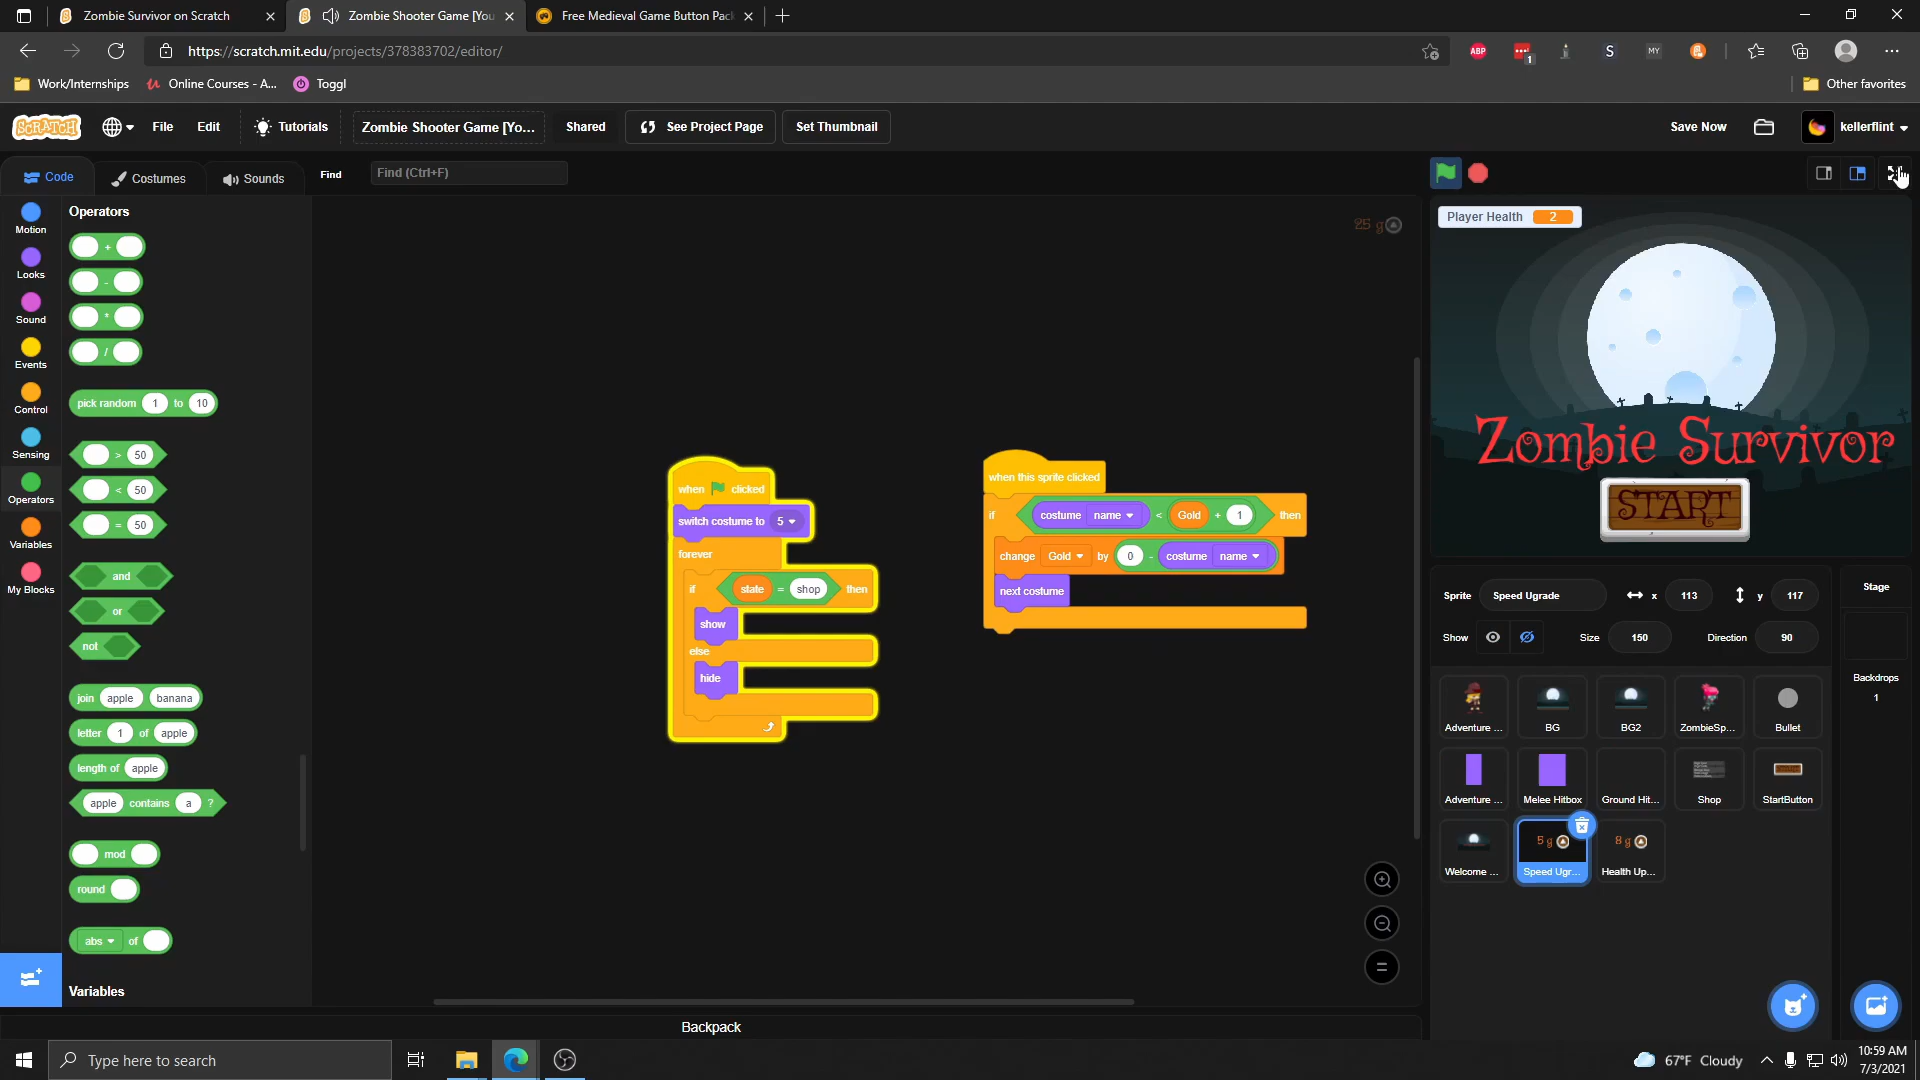 Zombie Survivor on Scratch
Zombie Shooter Game [You
Free Medieval Game Button Pack
https://scratch.mit.edu/projects/378383702/editor/
ABP
1
S
MY
Work/Internships
Online Courses - A...
Toggl
Other favorites
SCRATCH
File
Edit
Tutorials
Zombie Shooter Game [Yo...
Shared
See Project Page
Set Thumbnail
Save Now
kellerflint
Code
Costumes
Sounds
Find
Find (Ctrl+F)
Motion
Looks
Sound
Events
Control
Sensing
Operators
Variables
My Blocks
Operators
+
-
*
/
pick random 1 to 10
> 50
< 50
= 50
and
or
not
join apple banana
letter 1 of apple
length of apple
apple contains a ?
mod
round
abs of
Variables
25 g
when clicked
switch costume to 5
forever
if state = shop then
show
else
hide
when this sprite clicked
if costume name < Gold + 1 then
change Gold by 0 - costume name
next costume
Backpack
Player Health 2
Zombie Survivor
START
Sprite Speed Ugrade x 113 y 117
Show Size 150 Direction 90
Stage
Backdrops
1
Adventure ...
BG
BG2
ZombieSp...
Bullet
Adventure ...
Melee Hitbox
Ground Hit...
Shop
StartButton
Welcome ...
5 g
Speed Ugr...
8 g
Health Up...
Type here to search
67°F Cloudy
10:59 AM
7/3/2021